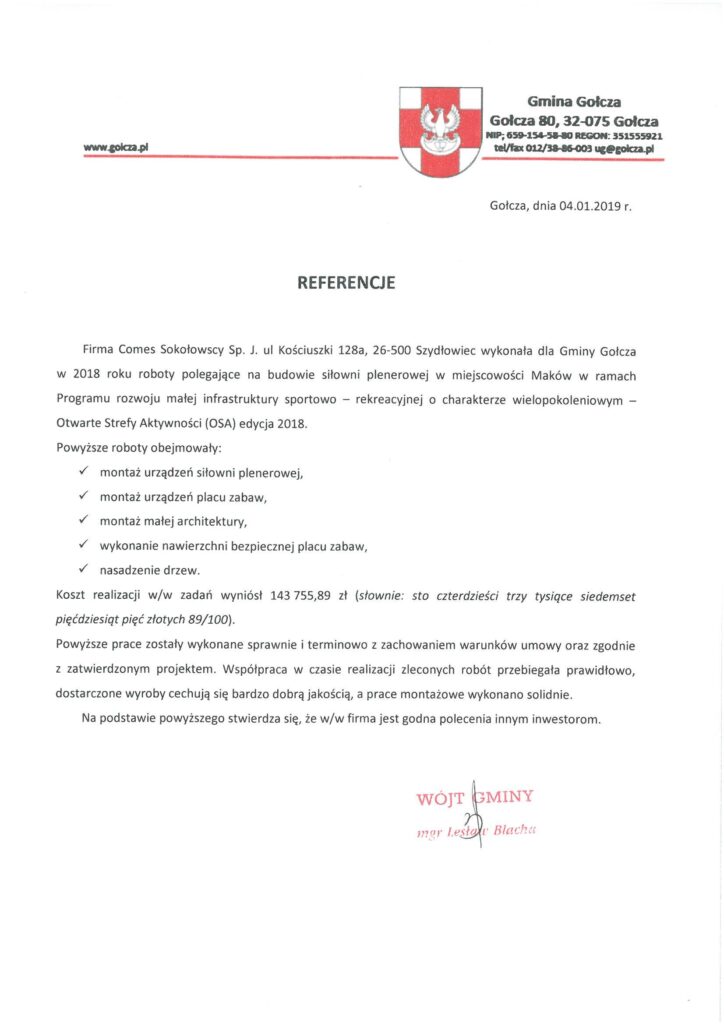 Gmina Gołcza
Gołcza 80, 32-075 Gołcza
NIP; 659-154-58-80 REGON: 351555921
www.golcza.pl
tel/fax 012/38-86-003 ug@golcza.pl
Gołcza, dnia 04.01.2019 r.
REFERENCJE
Firma Comes Sokołowscy Sp. J. ul Kościuszki 128a, 26-500 Szydłowiec wykonała dla Gminy Gołcza
w 2018 roku roboty polegające na budowie siłowni plenerowej w miejscowości Maków w ramach
Programu rozwoju małej infrastruktury sportowo – rekreacyjnej o charakterze wielopokoleniowym –
Otwarte Strefy Aktywności (OSA) edycja 2018.
Powyższe roboty obejmowały:
✓ montaż urządzeń siłowni plenerowej,
✓ montaż urządzeń placu zabaw,
✓ montaż małej architektury,
✓ wykonanie nawierzchni bezpiecznej placu zabaw,
✓ nasadzenie drzew.
Koszt realizacji w/w zadań wyniósł 143 755,89 zł (słownie: sto czterdzieści trzy tysiące siedemset
pięćdziesiąt pięć złotych 89/100).
Powyższe prace zostały wykonane sprawnie i terminowo z zachowaniem warunków umowy oraz zgodnie
z zatwierdzonym projektem. Współpraca w czasie realizacji zleconych robót przebiegała prawidłowo,
dostarczone wyroby cechują się bardzo dobrą jakością, a prace montażowe wykonano solidnie.
Na podstawie powyższego stwierdza się, że w/w firma jest godna polecenia innym inwestorom.
WÓJT GMINY
mgr Lesław Blacha